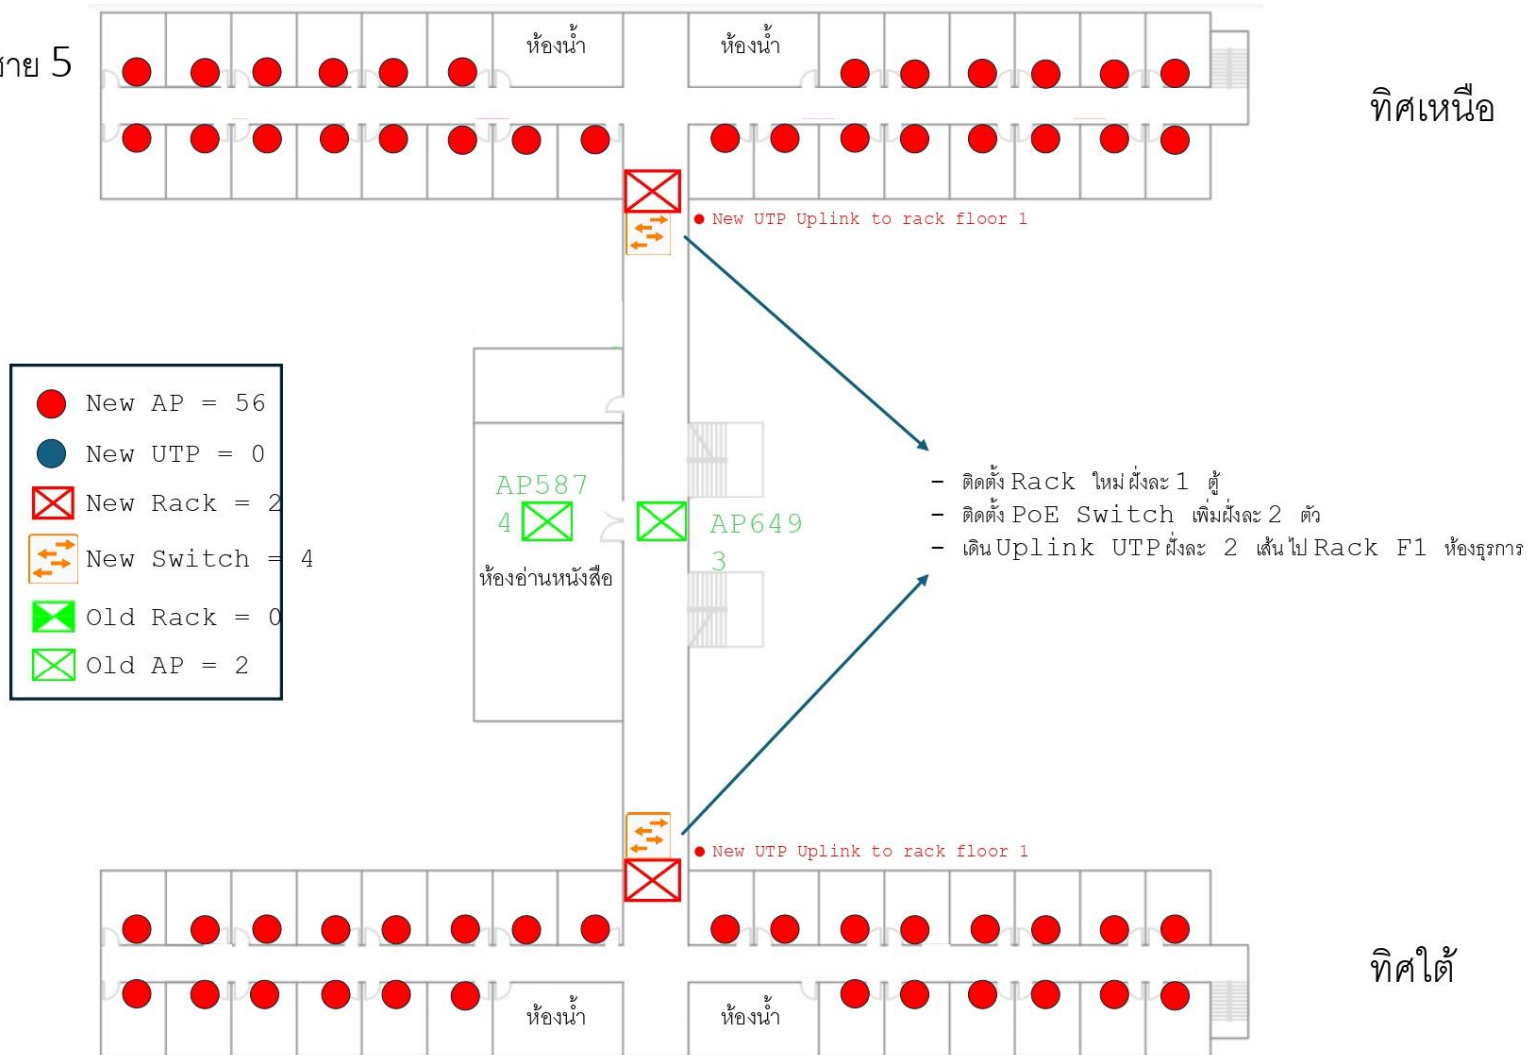 ชาย 5
ห้องน้ำ
ห้องน้ำ
ทิศเหนือ
New UTP Uplink to rack floor 1
New AP = 56
New UTP = 0
New Rack = 2
New Switch = 4
Old Rack = 0
Old AP = 2
AP587
4
AP649
3
ห้องอ่านหนังสือ
- ติดตั้ง Rack ใหม่ ฝั่งละ 1 ตู้
- ติดตั้ง PoE Switch เพิ่มฝั่งละ 2 ตัว
- เดิน Uplink UTP ฝั่งละ 2 เส้น ไป Rack F1 ห้องธุรการ
New UTP Uplink to rack floor 1
ทิศใต้
ห้องน้ำ
ห้องน้ำ